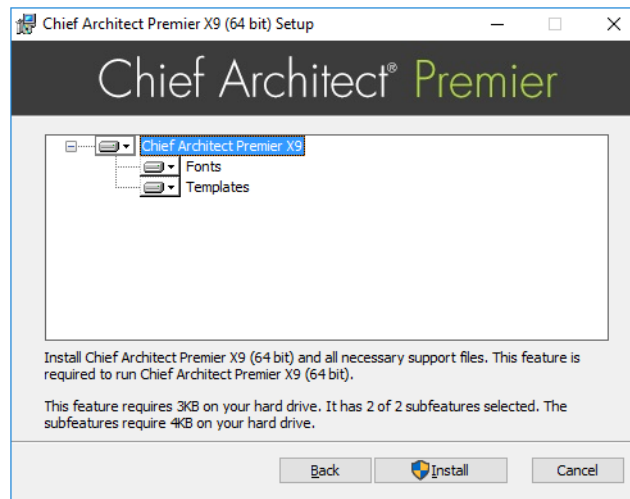 Chief Architect Premier X9 (64 bit) Setup
Chief Architect® Premier
Chief Architect Premier X9
Fonts
Templates
Install Chief Architect Premier X9 (64 bit) and all necessary support files. This feature is
required to run Chief Architect Premier X9 (64 bit).
This feature requires 3KB on your hard drive. It has 2 of 2 subfeatures selected. The
subfeatures require 4KB on your hard drive.
Back Install Cancel